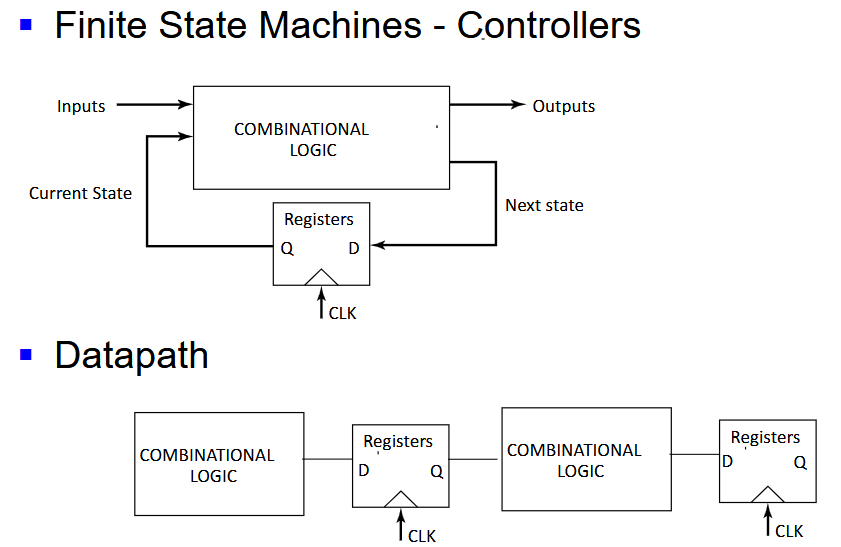 Finite State Machines - Controllers
Inputs
Outputs
COMBINATIONAL
LOGIC
Current State
Next state
Registers
Q D
CLK
Datapath
COMBINATIONAL
LOGIC
Registers
D Q
CLK
COMBINATIONAL
LOGIC
Registers
D Q
CLK